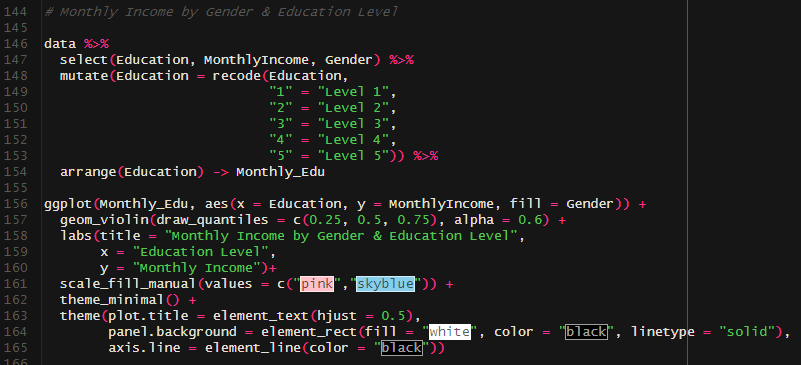 144 # Monthly Income by Gender & Education Level
145
146 data %>%
147   select(Education, MonthlyIncome, Gender) %>%
148   mutate(Education = recode(Education,
149                             "1" = "Level 1",
150                             "2" = "Level 2",
151                             "3" = "Level 3",
152                             "4" = "Level 4",
153                             "5" = "Level 5")) %>%
154   arrange(Education) -> Monthly_Edu
155
156 ggplot(Monthly_Edu, aes(x = Education, y = MonthlyIncome, fill = Gender)) +
157   geom_violin(draw_quantiles = c(0.25, 0.5, 0.75), alpha = 0.6) +
158   labs(title = "Monthly Income by Gender & Education Level",
159        x = "Education Level",
160        y = "Monthly Income")+
161   scale_fill_manual(values = c("pink","skyblue")) +
162   theme_minimal() +
163   theme(plot.title = element_text(hjust = 0.5),
164         panel.background = element_rect(fill = "white", color = "black", linetype = "solid"),
165         axis.line = element_line(color = "black"))
166